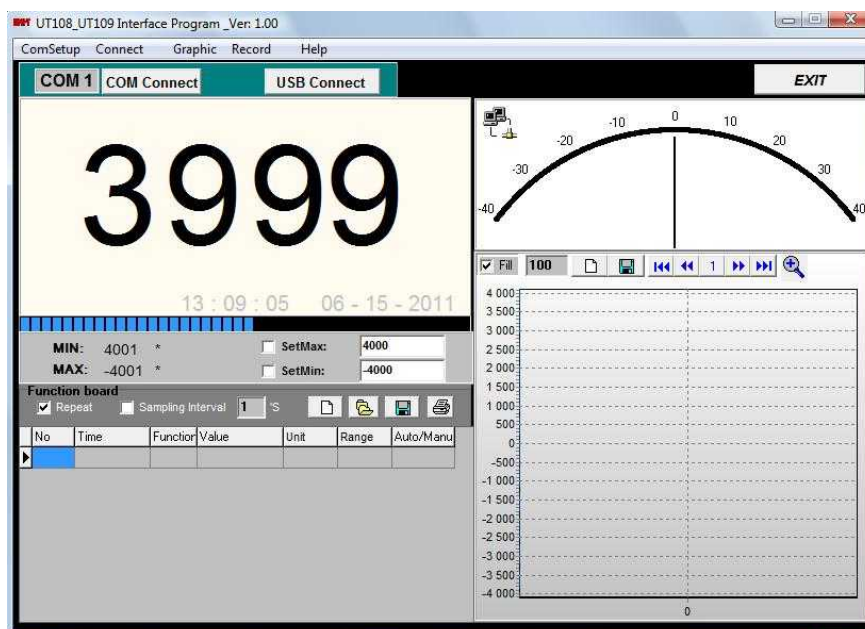 UT108_UT109 Interface Program _Ver: 1.00
ComSetup Connect Graphic Record Help
COM 1 COM Connect USB Connect EXIT
3999
13 : 09 : 05 06 - 15 - 2011
MIN: 4001 *
MAX: -4001 *
SetMax: 4000
SetMin: -4000
Function board
Repeat Sampling Interval 1 'S
No Time Function Value Unit Range Auto/Manu
-40 -30 -20 -10 0 10 20 30 40
Fill 100 1
4 000
3 500
3 000
2 500
2 000
1 500
1 000
500
0
-500
-1 000
-1 500
-2 000
-2 500
-3 000
-3 500
-4 000
0